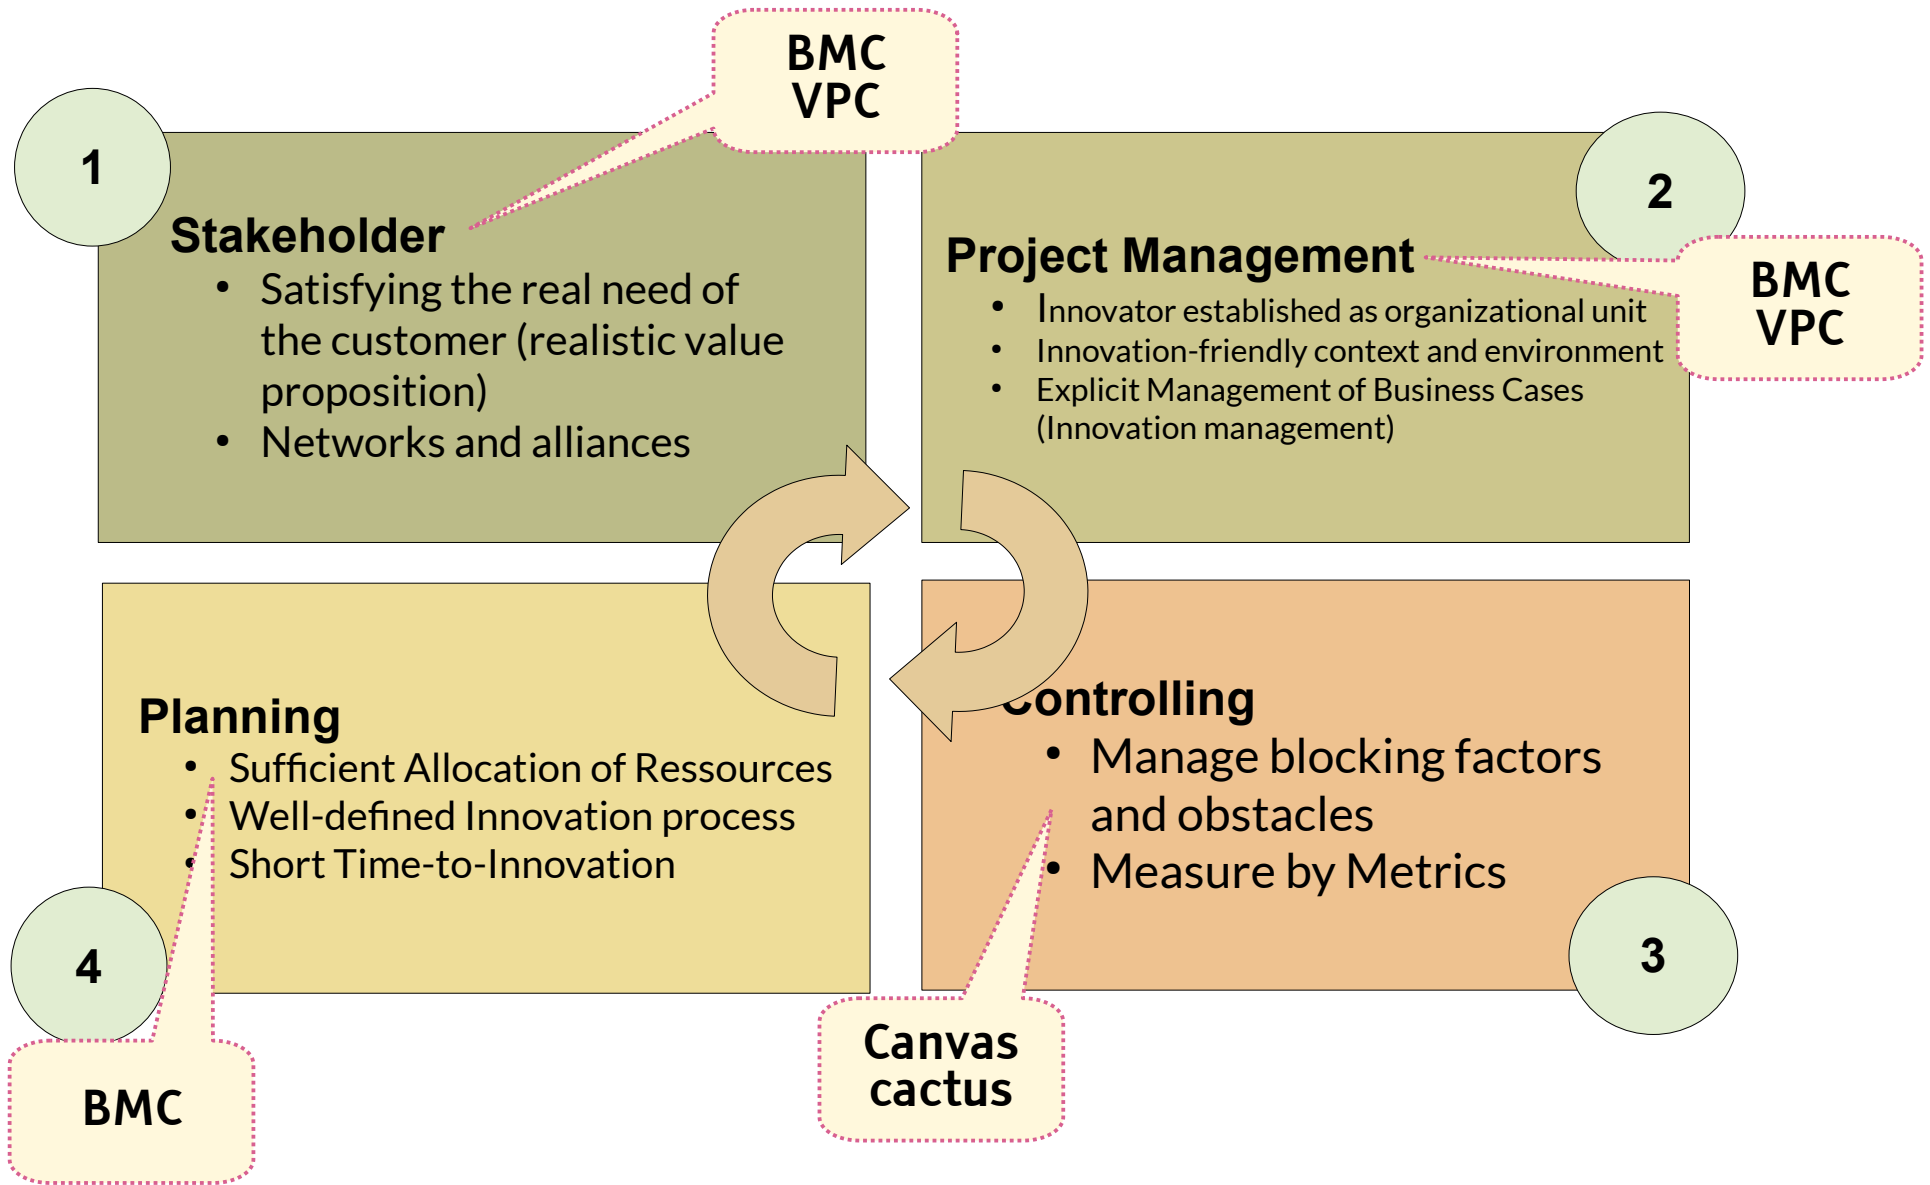 BMC
VPC
1
Stakeholder
• Satisfying the real need of
the customer (realistic value
proposition)
• Networks and alliances
2
Project Management
BMC
VPC
• Innovator established as organizational unit
• Innovation-friendly context and environment
• Explicit Management of Business Cases
(Innovation management)
Planning
• Sufficient Allocation of Ressources
• Well-defined Innovation process
• Short Time-to-Innovation
4
BMC
Controlling
• Manage blocking factors
and obstacles
• Measure by Metrics
3
Canvas
cactus